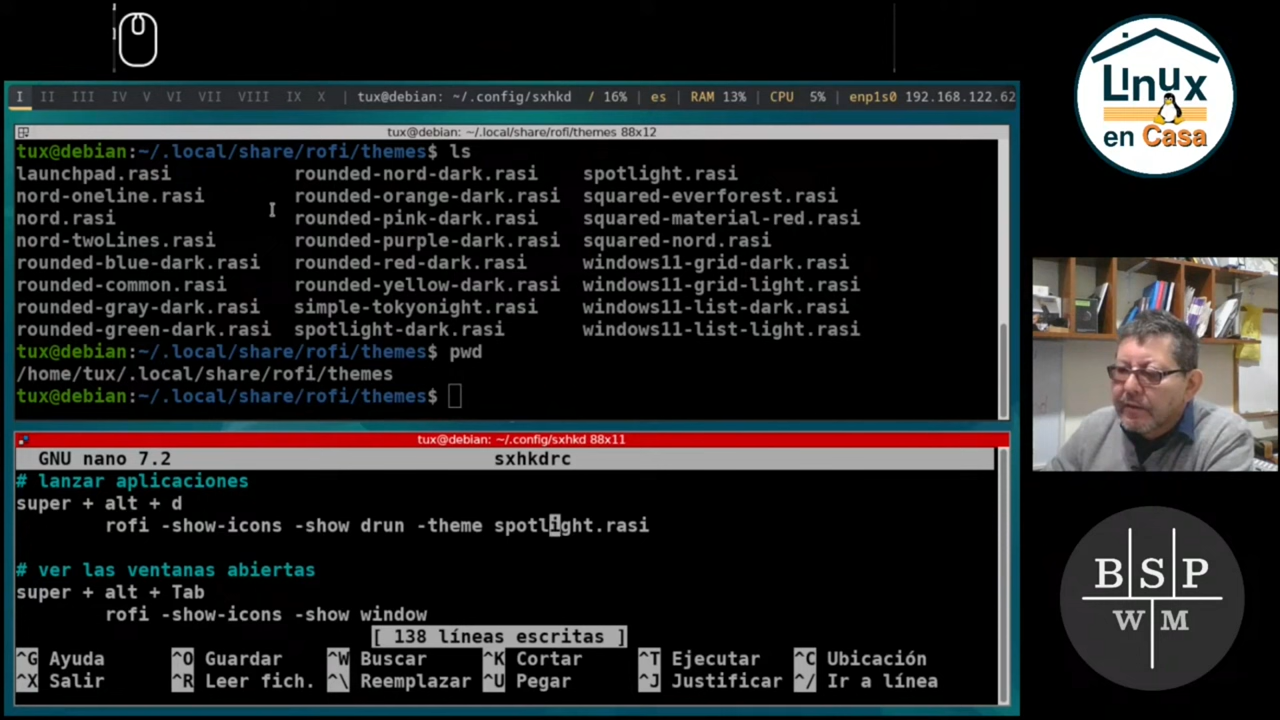 I II III IV V VI VII VIII IX X | tux@debian: ~/.config/sxhkd / 16% | es | RAM 13% | CPU 5% | enp1s0 192.168.122.62
tux@debian: ~/.local/share/rofi/themes 88x12
tux@debian:~/.local/share/rofi/themes$ ls
launchpad.rasi rounded-nord-dark.rasi spotlight.rasi
nord-oneline.rasi rounded-orange-dark.rasi squared-everforest.rasi
nord.rasi rounded-pink-dark.rasi squared-material-red.rasi
nord-twoLines.rasi rounded-purple-dark.rasi squared-nord.rasi
rounded-blue-dark.rasi rounded-red-dark.rasi windows11-grid-dark.rasi
rounded-common.rasi rounded-yellow-dark.rasi windows11-grid-light.rasi
rounded-gray-dark.rasi simple-tokyonight.rasi windows11-list-dark.rasi
rounded-green-dark.rasi spotlight-dark.rasi windows11-list-light.rasi
tux@debian:~/.local/share/rofi/themes$ pwd
/home/tux/.local/share/rofi/themes
tux@debian:~/.local/share/rofi/themes$
tux@debian: ~/.config/sxhkd 88x11
GNU nano 7.2 sxhkdrc
# lanzar aplicaciones
super + alt + d
rofi -show-icons -show drun -theme spotlight.rasi
# ver las ventanas abiertas
super + alt + Tab
rofi -show-icons -show window
[ 138 líneas escritas ]
^G Ayuda ^O Guardar ^W Buscar ^K Cortar ^T Ejecutar ^C Ubicación
^X Salir ^R Leer fich. ^\ Reemplazar ^U Pegar ^J Justificar ^/ Ir a línea
Linux
en Casa
BSP
WM